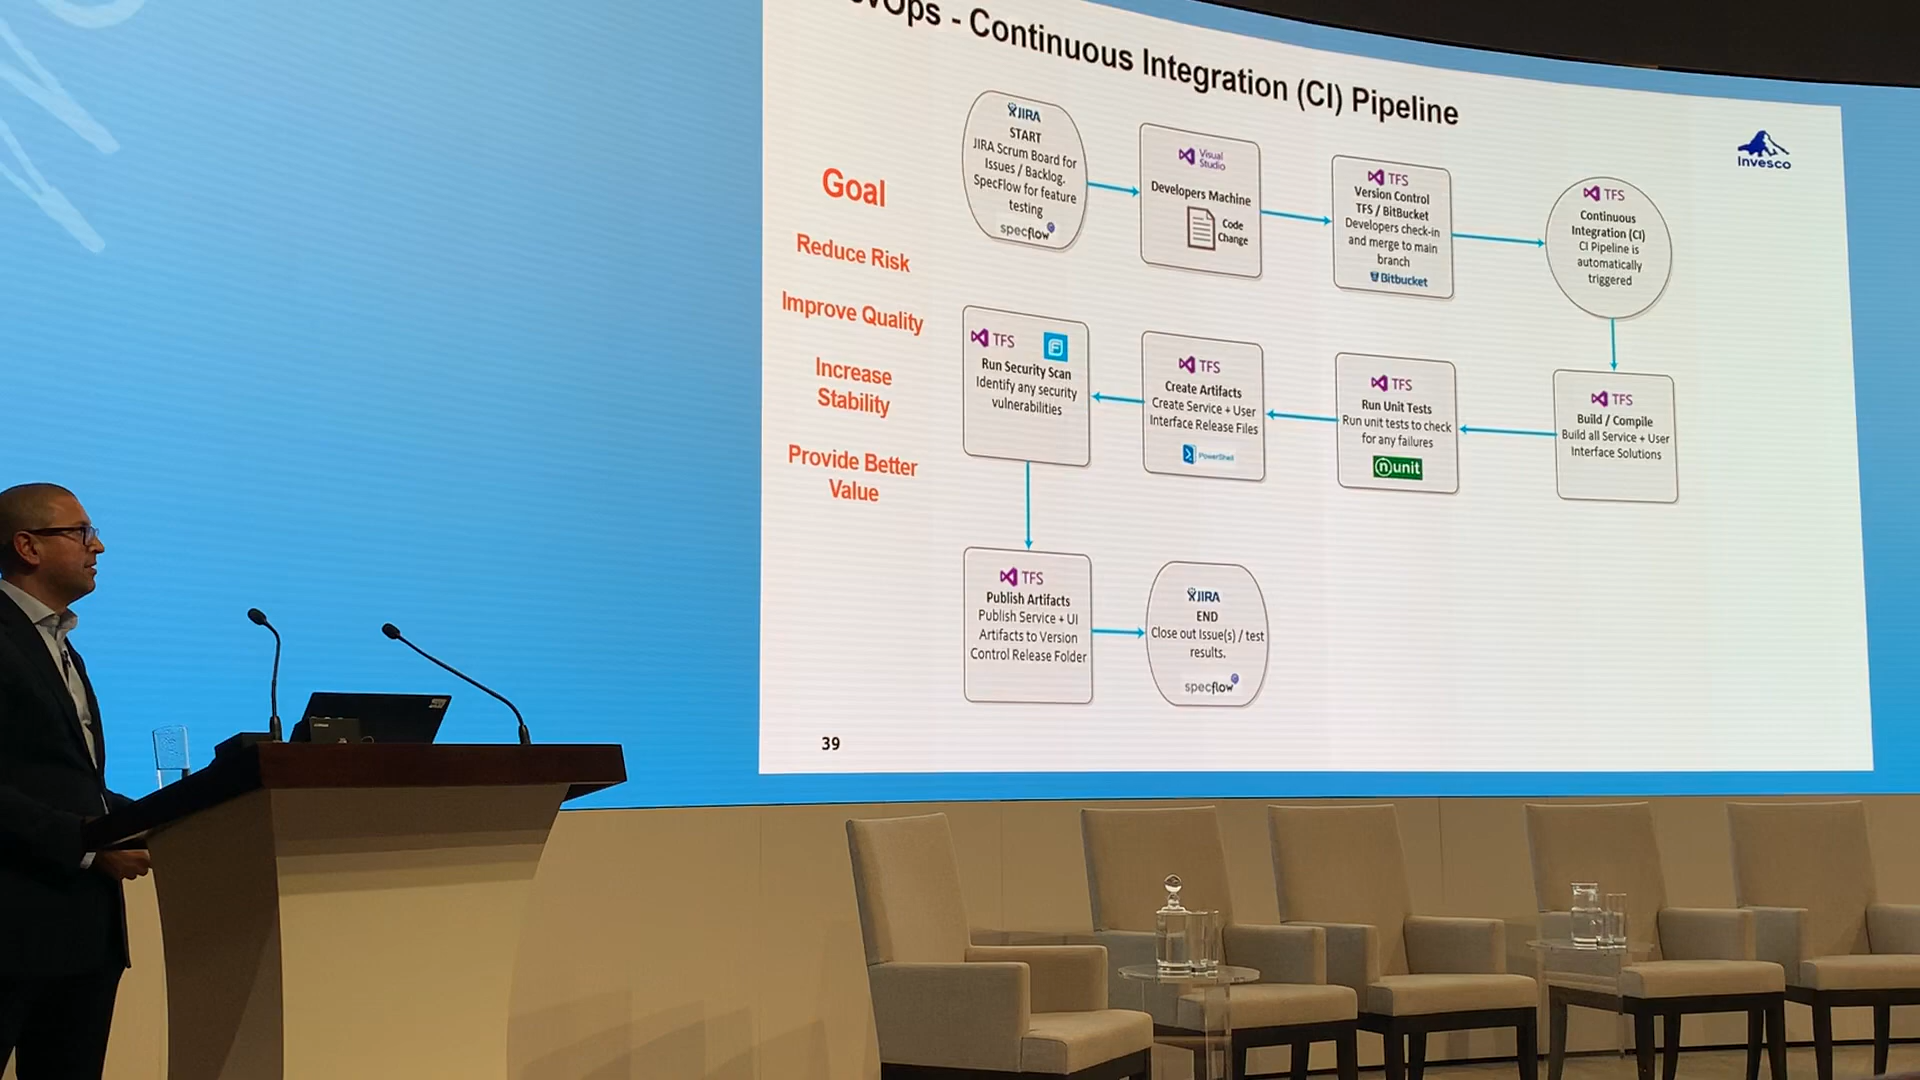 DevOps - Continuous Integration (CI) Pipeline
Invesco
Goal
Reduce Risk
Improve Quality
Increase
Stability
Provide Better
Value
JIRA
START
JIRA Scrum Board for
Issues / Backlog.
SpecFlow for feature
testing
specflow
Visual
Studio
Developers Machine
Code
Change
TFS
Version Control
TFS / BitBucket
Developers check-in
and merge to main
branch
Bitbucket
TFS
Continuous
Integration (CI)
CI Pipeline is
automatically
triggered
TFS
Build / Compile
Build all Service + User
Interface Solutions
TFS
Run Unit Tests
Run unit tests to check
for any failures
nunit
TFS
Create Artifacts
Create Service + User
Interface Release Files
PowerShell
TFS
Run Security Scan
Identify any security
vulnerabilities
TFS
Publish Artifacts
Publish Service + UI
Artifacts to Version
Control Release Folder
JIRA
END
Close out Issue(s) / test
results.
specflow
39